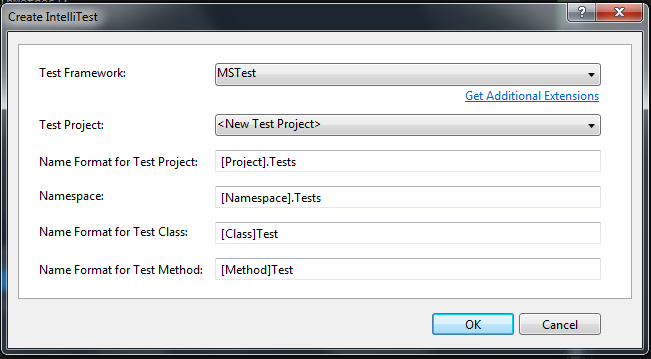 Create IntelliTest
Test Framework: MSTest
Get Additional Extensions
Test Project: <New Test Project>
Name Format for Test Project: [Project].Tests
Namespace: [Namespace].Tests
Name Format for Test Class: [Class]Test
Name Format for Test Method: [Method]Test
OK Cancel